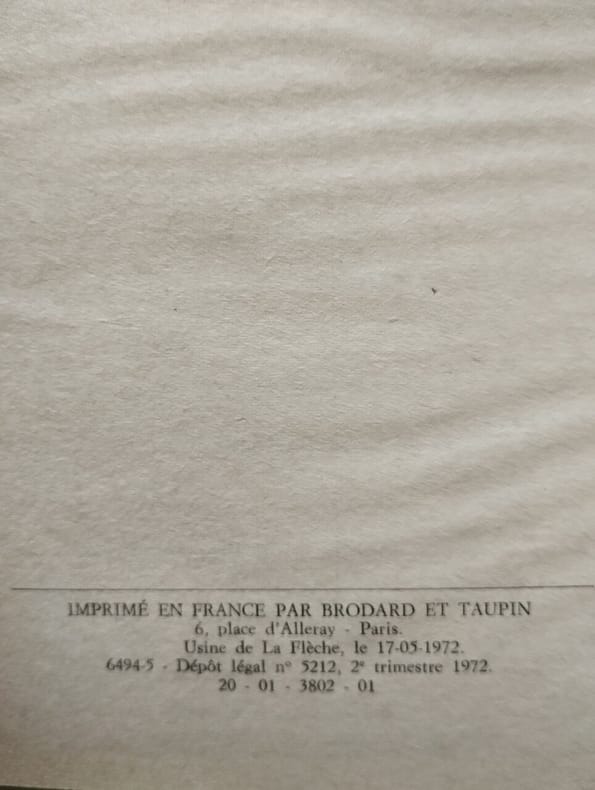 IMPRIMÉ EN FRANCE PAR BRODARD ET TAUPIN
6, place d'Alleray - Paris.
Usine de La Flèche, le 17-05-1972.
6494-5 - Dépôt légal nº 5212, 2e trimestre 1972.
20 - 01 - 3802 - 01